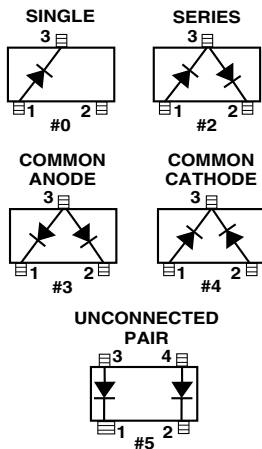 SINGLE
3
1 2
#0
SERIES
3
1 2
#2
COMMON
ANODE
3
1 2
#3
COMMON
CATHODE
3
1 2
#4
UNCONNECTED
PAIR
3 4
1 2
#5